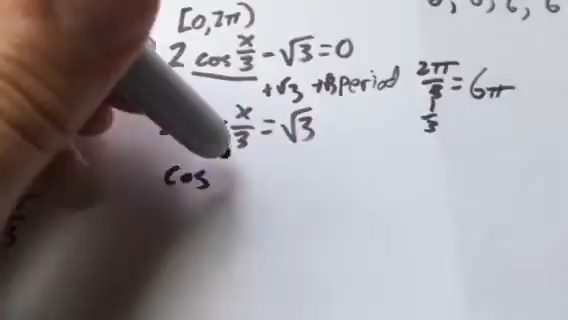 [0, 2π)
2 cos x/3 - √3 = 0
+√3 +√3 period 2π/(1/3) = 6π
x/3 = √3
cos